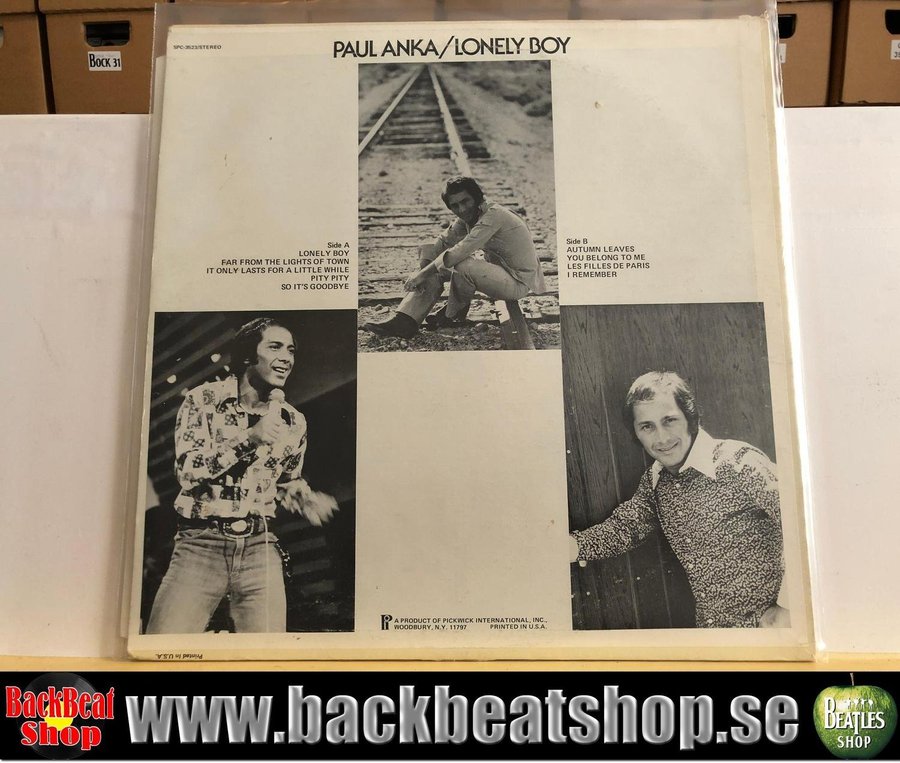 BOCK 31
SPC-3523/STEREO
PAUL ANKA/LONELY BOY
Side A
LONELY BOY
FAR FROM THE LIGHTS OF TOWN
IT ONLY LASTS FOR A LITTLE WHILE
PITY PITY
SO IT'S GOODBYE
Side B
AUTUMN LEAVES
YOU BELONG TO ME
LES FILLES DE PARIS
I REMEMBER
A PRODUCT OF PICKWICK INTERNATIONAL, INC.,
WOODBURY, N.Y. 11797 PRINTED IN U.S.A.
Printed in U.S.A.
BackBeat
Shop
www.backbeatshop.se
BEATLES
SHOP